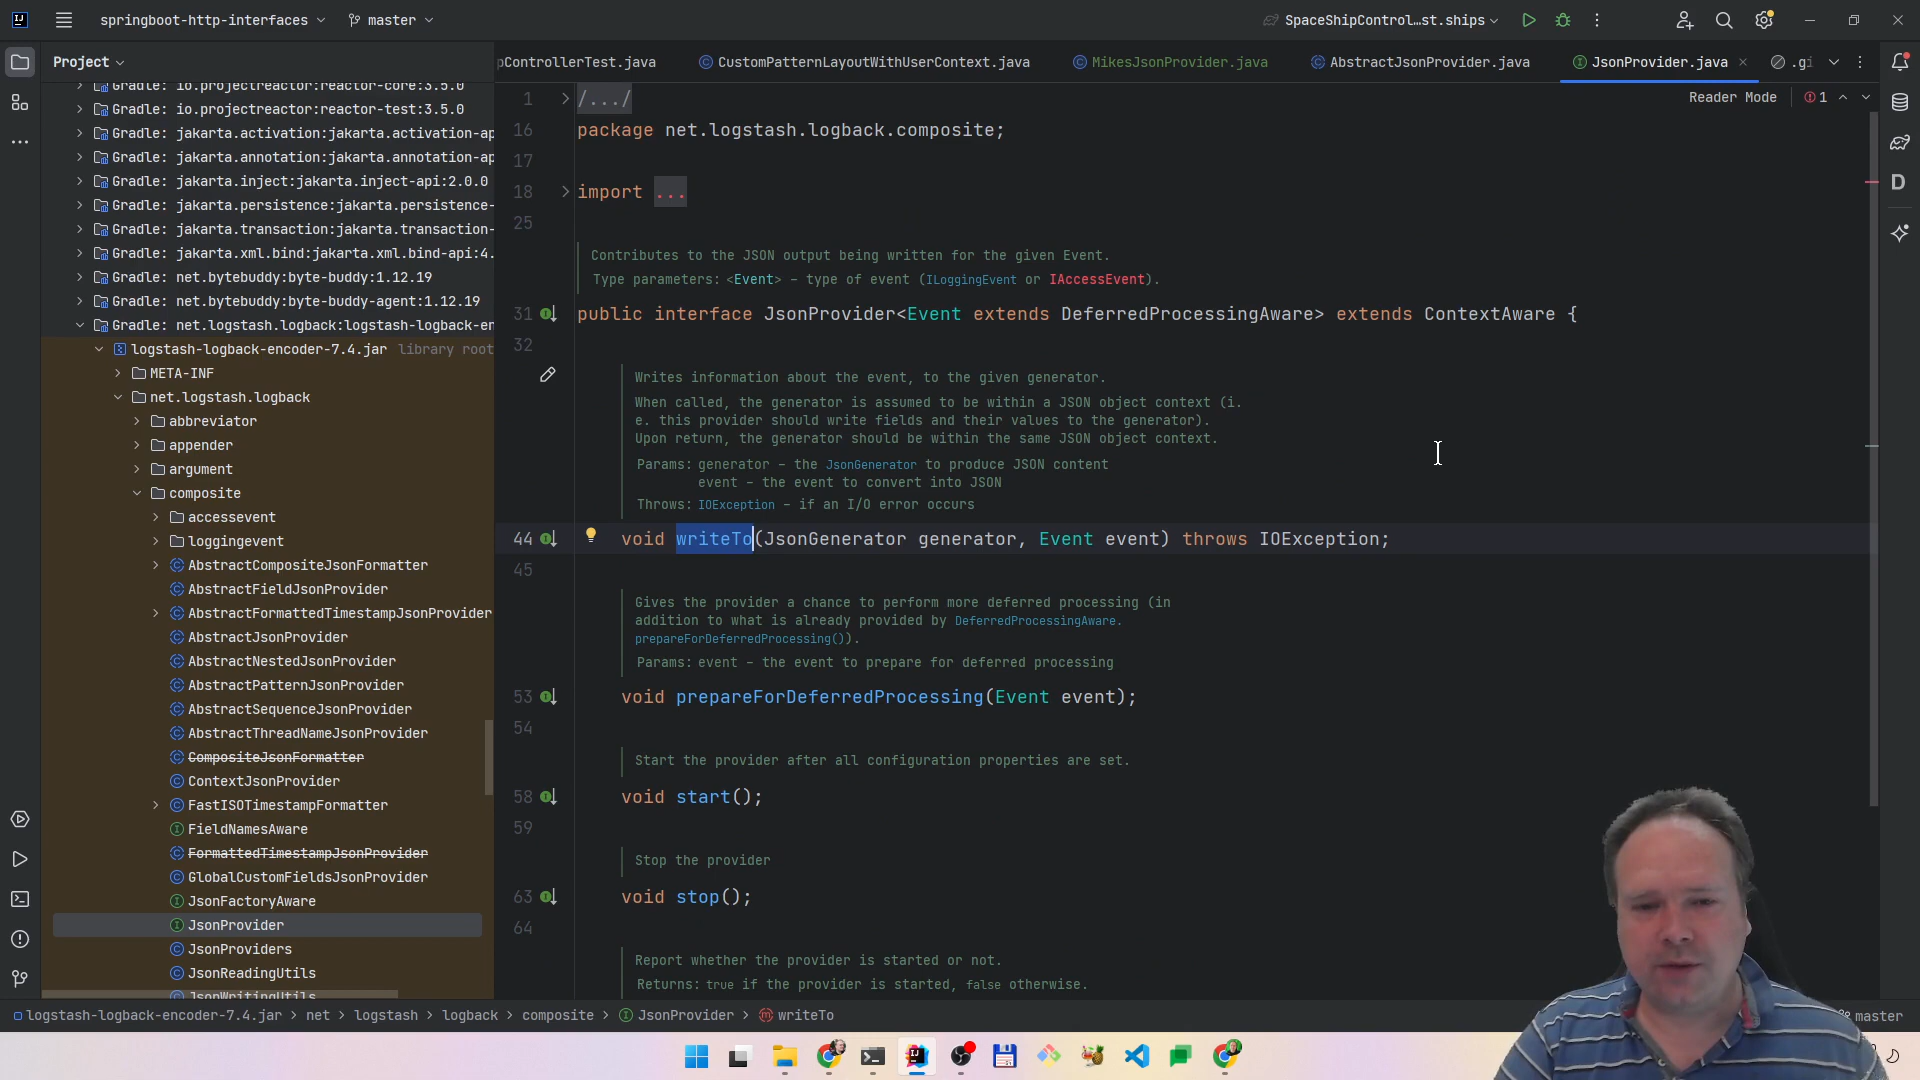 springboot-http-interfaces
master
SpaceShipControl...st.ships
Project
pControllerTest.java
CustomPatternLayoutWithUserContext.java
MikesJsonProvider.java
AbstractJsonProvider.java
JsonProvider.java
.gi
Gradle: io.projectreactor:reactor-core:3.5.0
Gradle: io.projectreactor:reactor-test:3.5.0
Gradle: jakarta.activation:jakarta.activation-ap
Gradle: jakarta.annotation:jakarta.annotation-ap
Gradle: jakarta.inject:jakarta.inject-api:2.0.0
Gradle: jakarta.persistence:jakarta.persistence-
Gradle: jakarta.transaction:jakarta.transaction-
Gradle: jakarta.xml.bind:jakarta.xml.bind-api:4.
Gradle: net.bytebuddy:byte-buddy:1.12.19
Gradle: net.bytebuddy:byte-buddy-agent:1.12.19
Gradle: net.logstash.logback:logstash-logback-en
logstash-logback-encoder-7.4.jar library root
META-INF
net.logstash.logback
abbreviator
appender
argument
composite
accessevent
loggingevent
AbstractCompositeJsonFormatter
AbstractFieldJsonProvider
AbstractFormattedTimestampJsonProvider
AbstractJsonProvider
AbstractNestedJsonProvider
AbstractPatternJsonProvider
AbstractSequenceJsonProvider
AbstractThreadNameJsonProvider
CompositeJsonFormatter
ContextJsonProvider
FastISOTimestampFormatter
FieldNamesAware
FormattedTimestampJsonProvider
GlobalCustomFieldsJsonProvider
JsonFactoryAware
JsonProvider
JsonProviders
JsonReadingUtils
JsonWritingUtils
Reader Mode 1
1 /.../
16 package net.logstash.logback.composite;
17
18 import ...
25
Contributes to the JSON output being written for the given Event.
Type parameters: <Event> – type of event (ILoggingEvent or IAccessEvent).
31 public interface JsonProvider<Event extends DeferredProcessingAware> extends ContextAware {
32
Writes information about the event, to the given generator.
When called, the generator is assumed to be within a JSON object context (i.
e. this provider should write fields and their values to the generator).
Upon return, the generator should be within the same JSON object context.
Params: generator – the JsonGenerator to produce JSON content
event – the event to convert into JSON
Throws: IOException – if an I/O error occurs
44 void writeTo(JsonGenerator generator, Event event) throws IOException;
45
Gives the provider a chance to perform more deferred processing (in
addition to what is already provided by DeferredProcessingAware.
prepareForDeferredProcessing()).
Params: event – the event to prepare for deferred processing
53 void prepareForDeferredProcessing(Event event);
54
Start the provider after all configuration properties are set.
58 void start();
59
Stop the provider
63 void stop();
64
Report whether the provider is started or not.
Returns: true if the provider is started, false otherwise.
logstash-logback-encoder-7.4.jar > net > logstash > logback > composite > JsonProvider > writeTo
master